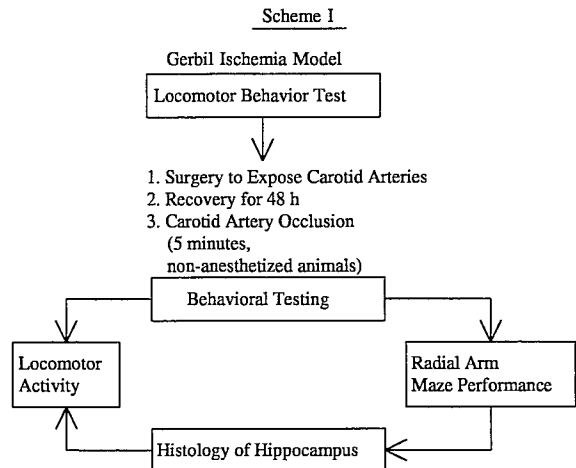 Scheme I
Gerbil Ischemia Model
Locomotor Behavior Test
1. Surgery to Expose Carotid Arteries
2. Recovery for 48 h
3. Carotid Artery Occlusion
(5 minutes,
non-anesthetized animals)
Behavioral Testing
Locomotor
Activity
Radial Arm
Maze Performance
Histology of Hippocampus